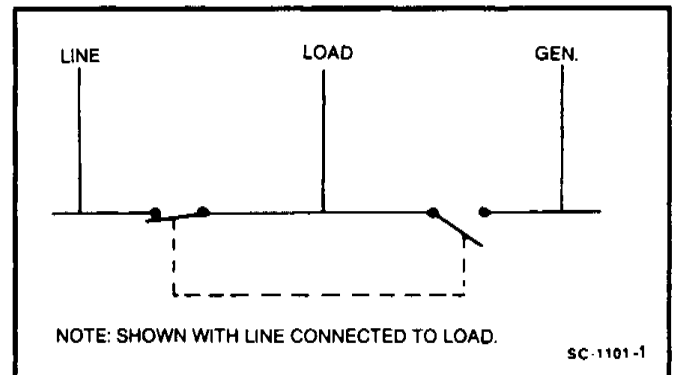 LINE LOAD GEN.
NOTE: SHOWN WITH LINE CONNECTED TO LOAD.
SC-1101-1